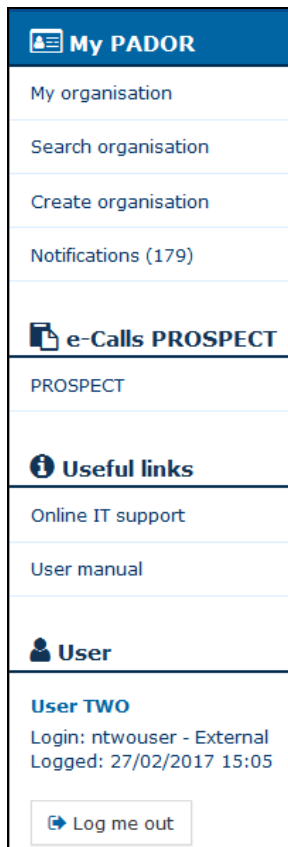 My PADOR
My organisation
Search organisation
Create organisation
Notifications (179)
e-Calls PROSPECT
PROSPECT
Useful links
Online IT support
User manual
User
User TWO
Login: ntwouser - External
Logged: 27/02/2017 15:05
Log me out